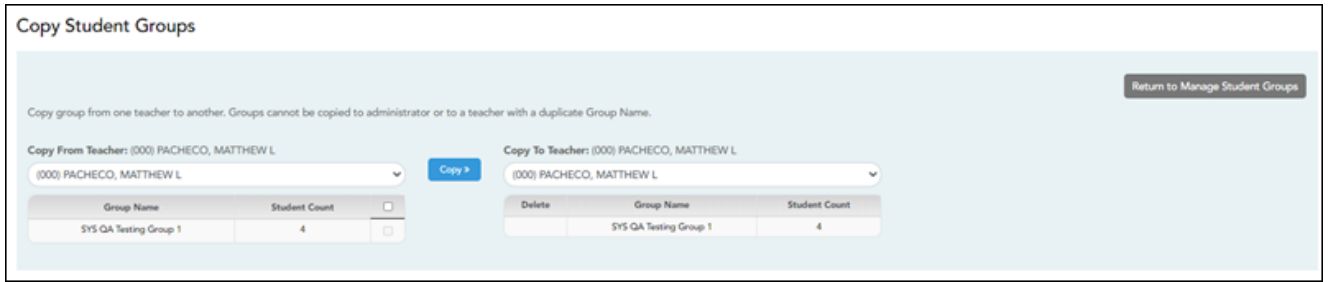 Copy Student Groups
Return to Manage Student Groups
Copy group from one teacher to another. Groups cannot be copied to administrator or to a teacher with a duplicate Group Name.
Copy From Teacher: (000) PACHECO, MATTHEW L
(000) PACHECO, MATTHEW L
Copy >
Copy To Teacher: (000) PACHECO, MATTHEW L
(000) PACHECO, MATTHEW L
Group Name Student Count
SYS QA Testing Group 1 4
Delete Group Name Student Count
SYS QA Testing Group 1 4